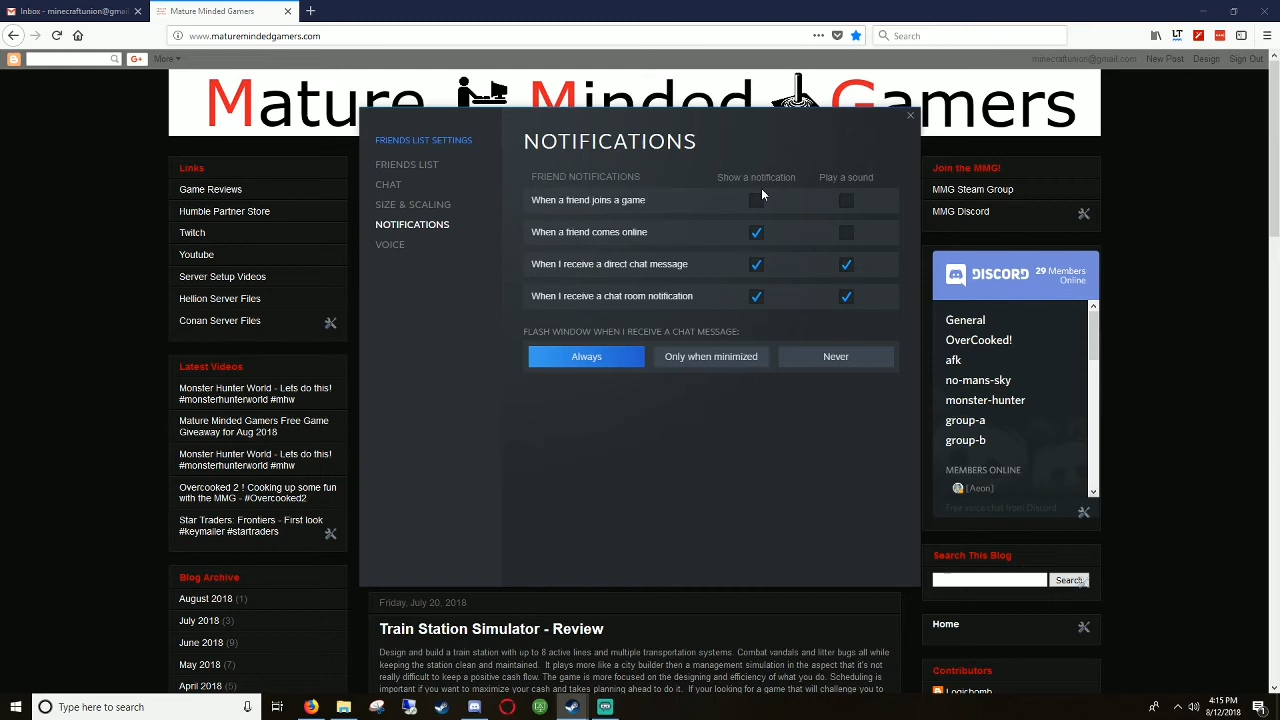 Inbox - minecraftunion@gmai
Mature Minded Gamers
www.maturemindedgamers.com
Search
G+
More
minecraftunion@gmail.com
New Post
Design
Sign Out
Mature Minded Gamers
Links
Game Reviews
Humble Partner Store
Twitch
Youtube
Server Setup Videos
Hellion Server Files
Conan Server Files
Latest Videos
Monster Hunter World - Lets do this!
#monsterhunterworld #mhw
Mature Minded Gamers Free Game
Giveaway for Aug 2018
Monster Hunter World - Lets do this!
#monsterhunterworld #mhw
Overcooked 2 ! Cooking up some fun
with the MMG - #Overcooked2
Star Traders: Frontiers - First look
#keymailer #startraders
Blog Archive
August 2018 (1)
July 2018 (3)
June 2018 (9)
May 2018 (7)
April 2018 (5)
FRIENDS LIST SETTINGS
FRIENDS LIST
CHAT
SIZE & SCALING
NOTIFICATIONS
VOICE
NOTIFICATIONS
FRIEND NOTIFICATIONS
Show a notification
Play a sound
When a friend joins a game
When a friend comes online
When I receive a direct chat message
When I receive a chat room notification
FLASH WINDOW WHEN I RECEIVE A CHAT MESSAGE:
Always
Only when minimized
Never
Friday, July 20, 2018
Train Station Simulator - Review
Design and build a train station with up to 8 active lines and multiple transportation systems. Combat vandals and litter bugs all while
keeping the station clean and maintained. It plays more like a city builder then a management simulation in the aspect that it's not
really difficult to keep a positive cash flow. The game is more focused on the designing and efficiency of what you do. Scheduling is
important if you want to maximize your cash and takes planning ahead to do it. If your looking for a game that will challenge you to
Join the MMG!
MMG Steam Group
MMG Discord
DISCORD
29 Members
Online
General
OverCooked!
afk
no-mans-sky
monster-hunter
group-a
group-b
MEMBERS ONLINE
[Aeon]
Free voice chat from Discord
Search This Blog
Search
Home
Contributors
Logicbomb
Type here to search
4:15 PM
8/12/2018